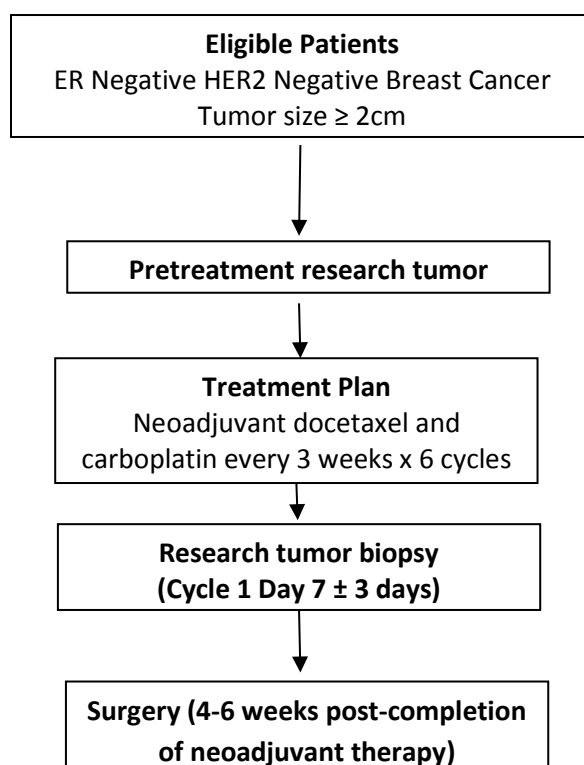 Eligible Patients
ER Negative HER2 Negative Breast Cancer
Tumor size ≥ 2cm
Pretreatment research tumor
Treatment Plan
Neoadjuvant docetaxel and
carboplatin every 3 weeks x 6 cycles
Research tumor biopsy
(Cycle 1 Day 7 ± 3 days)
Surgery (4-6 weeks post-completion
of neoadjuvant therapy)